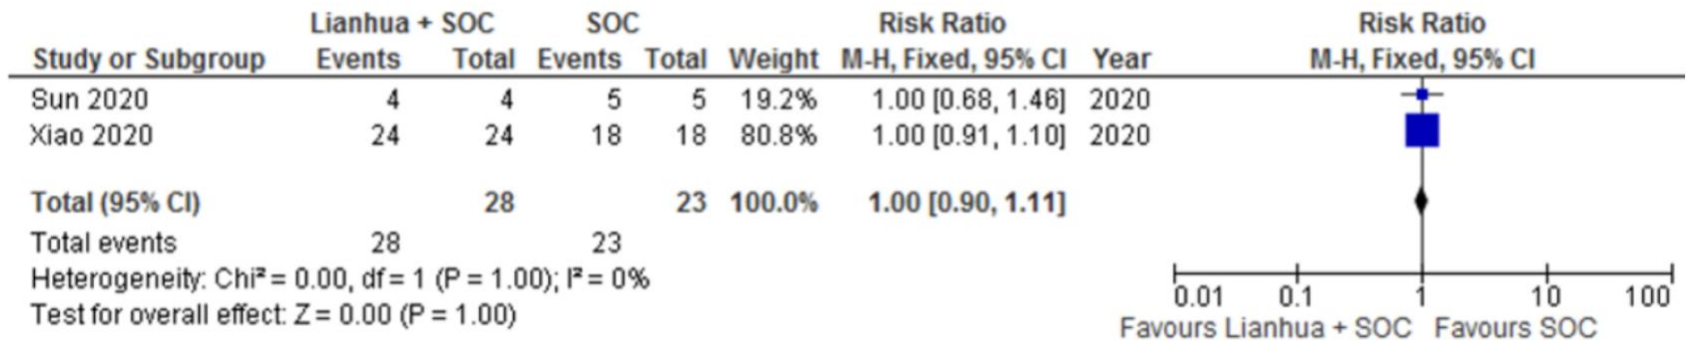 Lianhua + SOC SOC Risk Ratio Risk Ratio
Study or Subgroup Events Total Events Total Weight M-H, Fixed, 95% CI Year M-H, Fixed, 95% CI
Sun 2020 4 4 5 5 19.2% 1.00 [0.68, 1.46] 2020
Xiao 2020 24 24 18 18 80.8% 1.00 [0.91, 1.10] 2020
Total (95% CI) 28 23 100.0% 1.00 [0.90, 1.11]
Total events 28 23
Heterogeneity: Chi² = 0.00, df = 1 (P = 1.00); I² = 0%
Test for overall effect: Z = 0.00 (P = 1.00)
0.01 0.1 1 10 100
Favours Lianhua + SOC Favours SOC